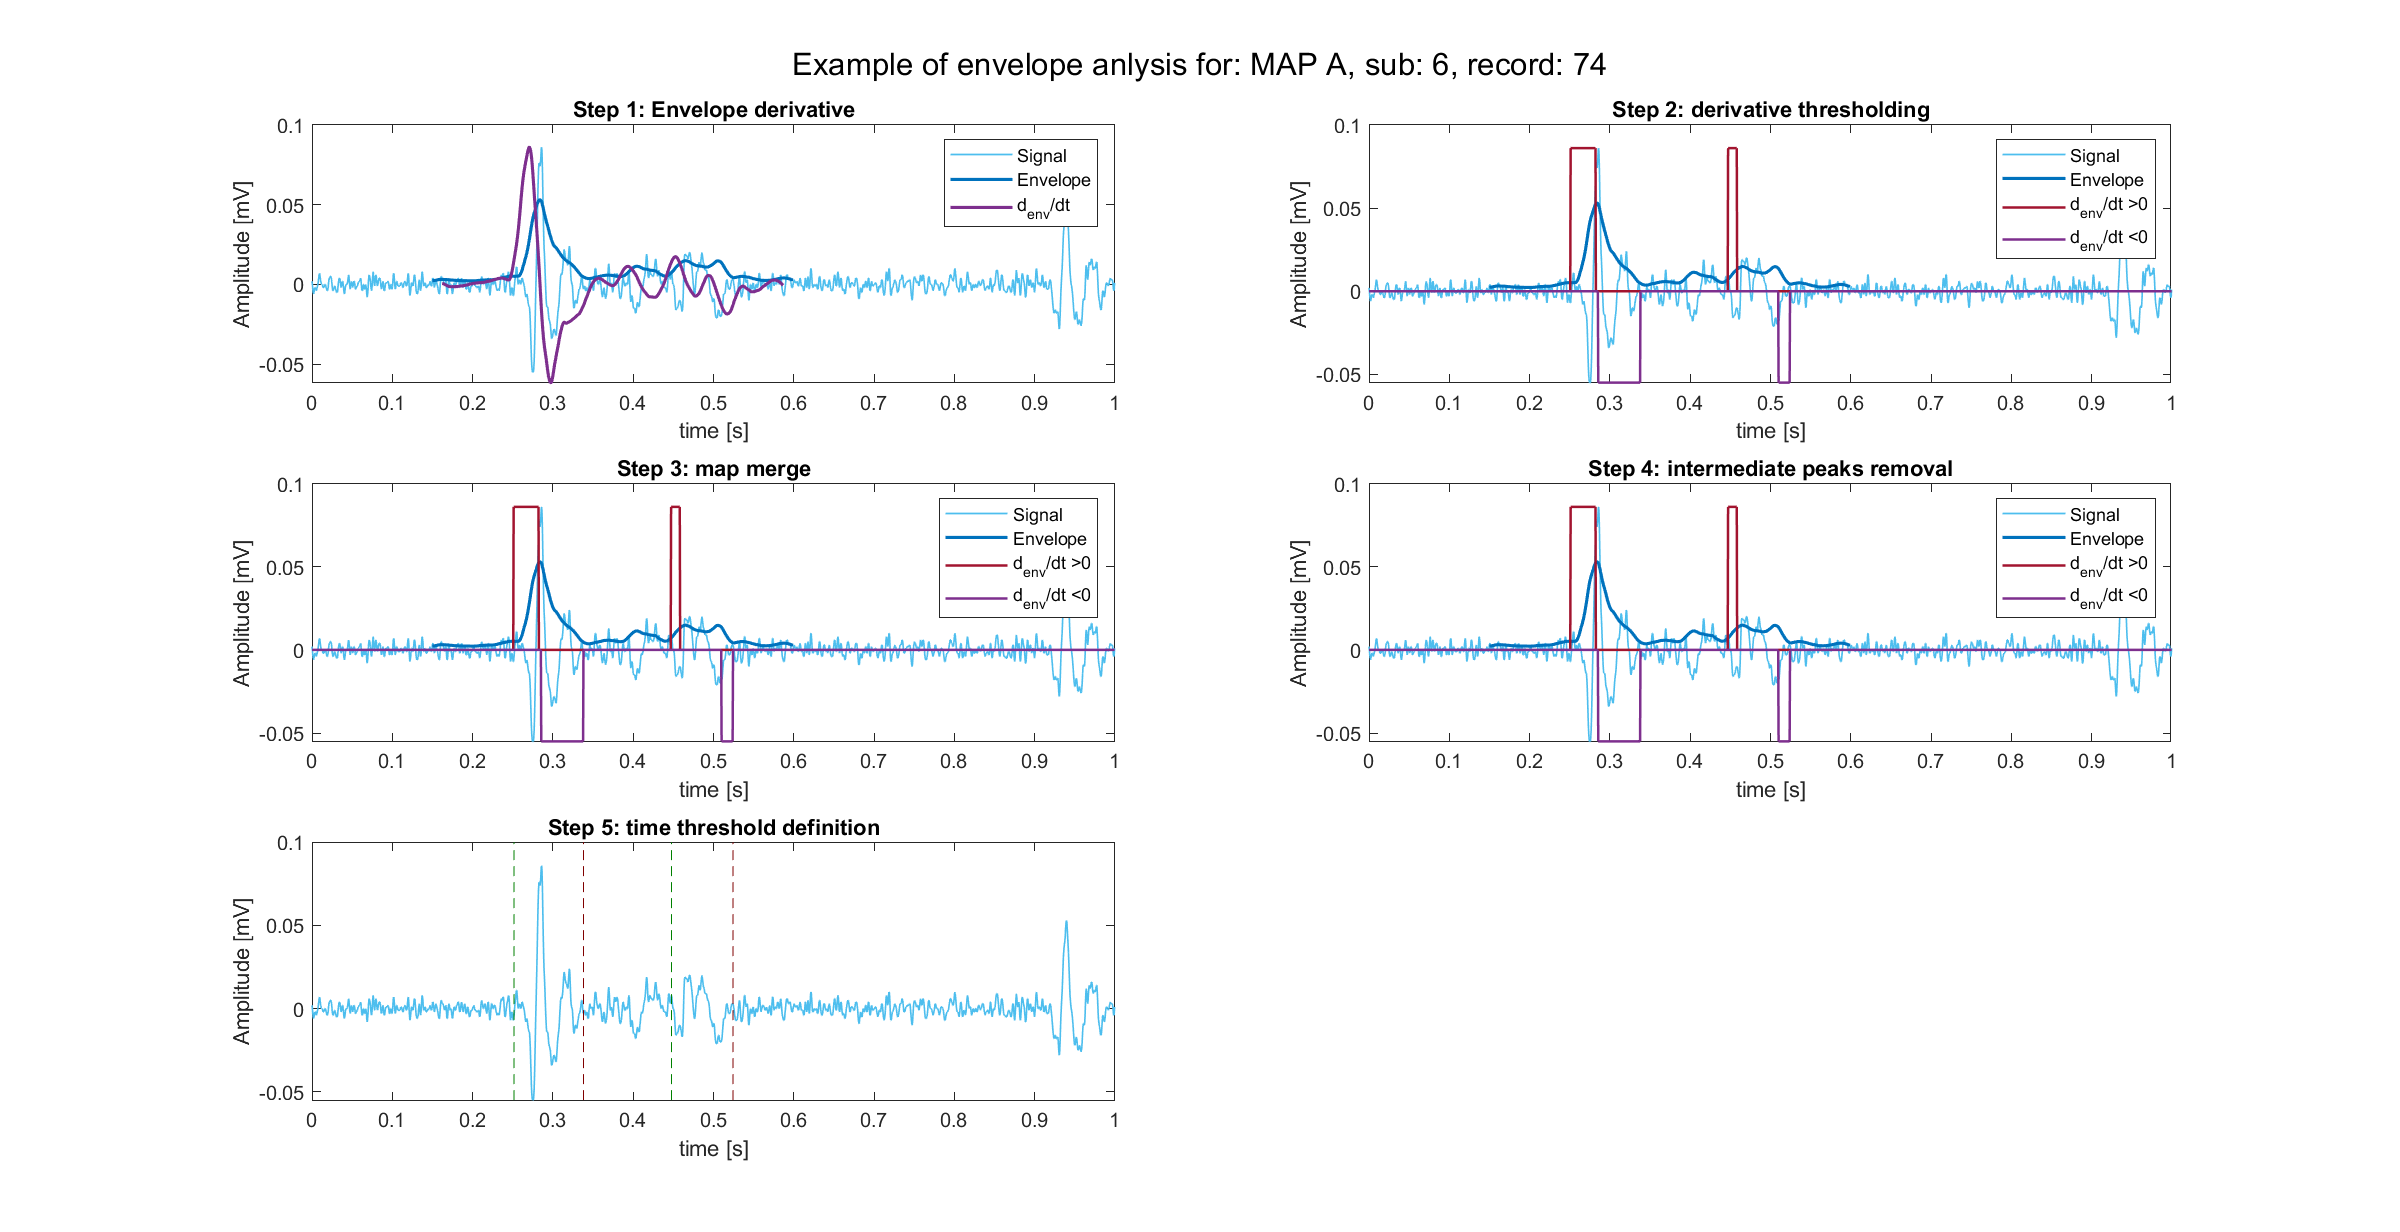 Example of envelope anlysis for: MAP A, sub: 6, record: 74
Step 1: Envelope derivative
0.1
0.05
0
-0.05
Amplitude [mV]
Signal
Envelope
d_env/dt
0 0.1 0.2 0.3 0.4 0.5 0.6 0.7 0.8 0.9 1
time [s]
Step 2: derivative thresholding
0.1
0.05
0
-0.05
Amplitude [mV]
Signal
Envelope
d_env/dt >0
d_env/dt <0
0 0.1 0.2 0.3 0.4 0.5 0.6 0.7 0.8 0.9 1
time [s]
Step 3: map merge
0.1
0.05
0
-0.05
Amplitude [mV]
Signal
Envelope
d_env/dt >0
d_env/dt <0
0 0.1 0.2 0.3 0.4 0.5 0.6 0.7 0.8 0.9 1
time [s]
Step 4: intermediate peaks removal
0.1
0.05
0
-0.05
Amplitude [mV]
Signal
Envelope
d_env/dt >0
d_env/dt <0
0 0.1 0.2 0.3 0.4 0.5 0.6 0.7 0.8 0.9 1
time [s]
Step 5: time threshold definition
0.1
0.05
0
-0.05
Amplitude [mV]
0 0.1 0.2 0.3 0.4 0.5 0.6 0.7 0.8 0.9 1
time [s]